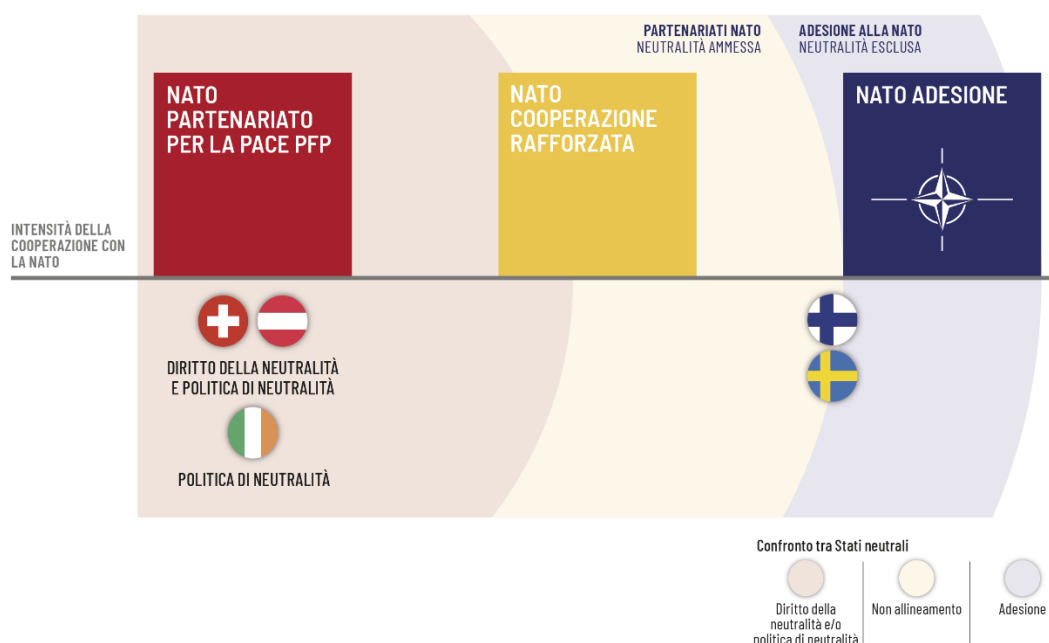 PARTENARIATI NATO
NEUTRALITÀ AMMESSA
ADESIONE ALLA NATO
NEUTRALITÀ ESCLUSA
NATO
PARTENARIATO
PER LA PACE PFP
NATO
COOPERAZIONE
RAFFORZATA
NATO ADESIONE
INTENSITÀ DELLA
COOPERAZIONE CON
LA NATO
DIRITTO DELLA NEUTRALITÀ
E POLITICA DI NEUTRALITÀ
POLITICA DI NEUTRALITÀ
Confronto tra Stati neutrali
Diritto della
neutralità e/o
politica di neutralità
Non allineamento
Adesione